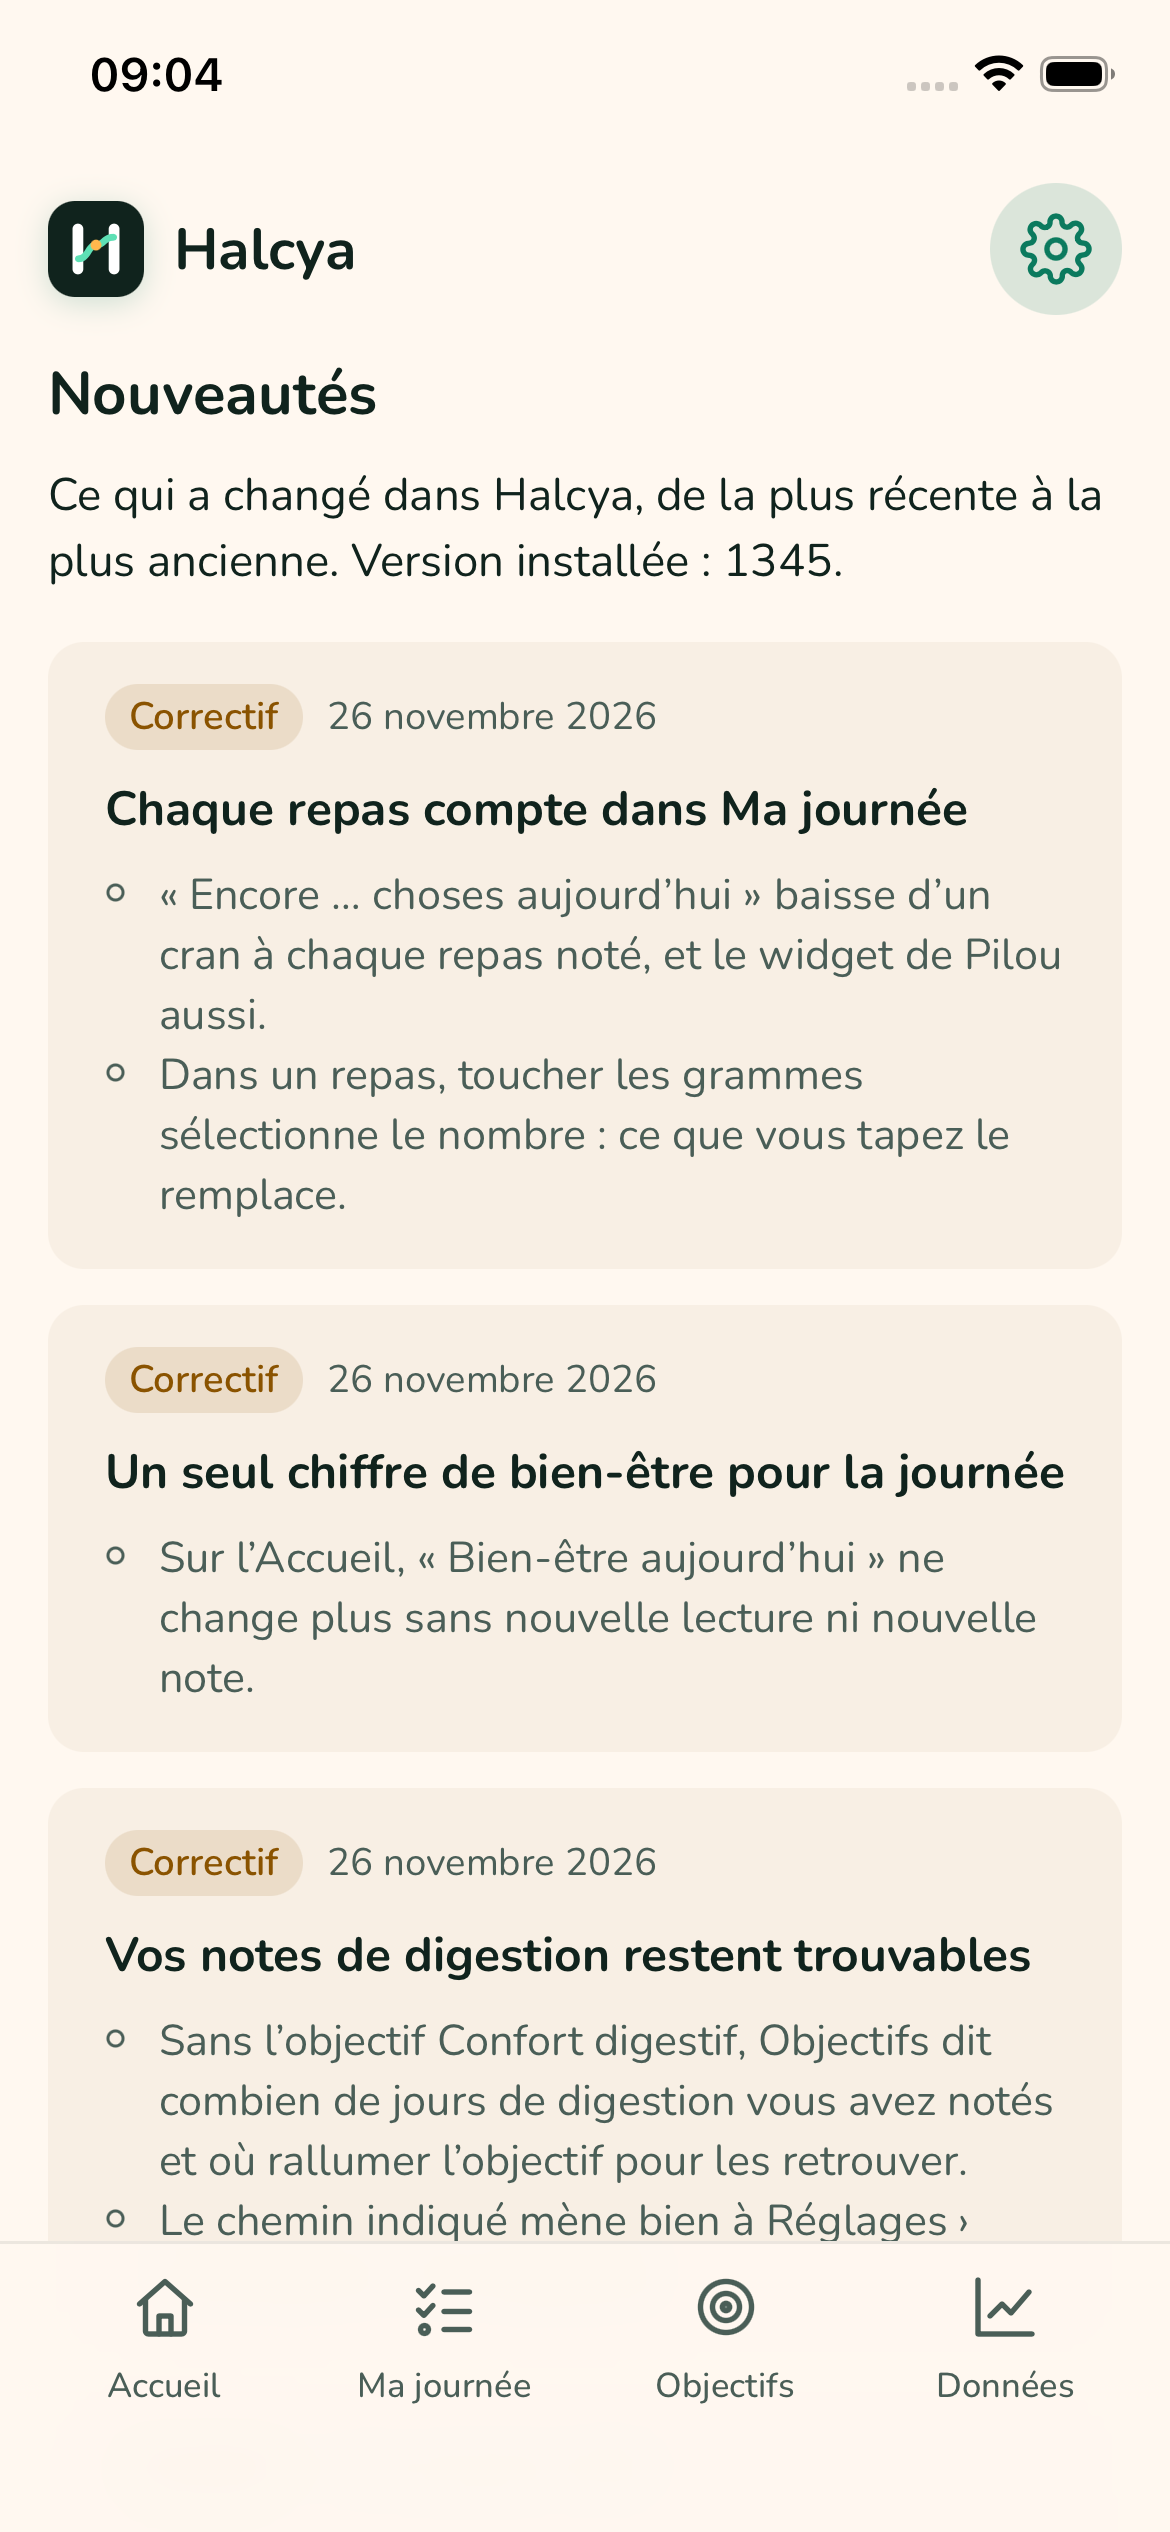 09:04
Halcya
Nouveautés
Ce qui a changé dans Halcya, de la plus récente à la
plus ancienne. Version installée : 1345.
Correctif 26 novembre 2026
Chaque repas compte dans Ma journée
« Encore ... choses aujourd’hui » baisse d’un
cran à chaque repas noté, et le widget de Pilou
aussi.
Dans un repas, toucher les grammes
sélectionne le nombre : ce que vous tapez le
remplace.
Correctif 26 novembre 2026
Un seul chiffre de bien-être pour la journée
Sur l’Accueil, « Bien-être aujourd’hui » ne
change plus sans nouvelle lecture ni nouvelle
note.
Correctif 26 novembre 2026
Vos notes de digestion restent trouvables
Sans l’objectif Confort digestif, Objectifs dit
combien de jours de digestion vous avez notés
et où rallumer l’objectif pour les retrouver.
Le chemin indiqué mène bien à Réglages ›
Accueil Ma journée Objectifs Données